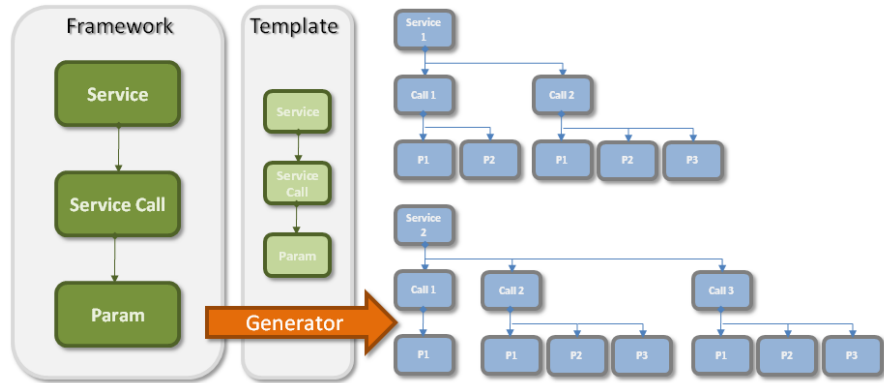 Framework
Service
Service Call
Param
Template
Service
Service
Call
Param
Generator
Service
1
Call 1
Call 2
P1
P2
P1
P2
P3
Service
2
Call 1
Call 2
Call 3
P1
P1
P2
P3
P1
P2
P3